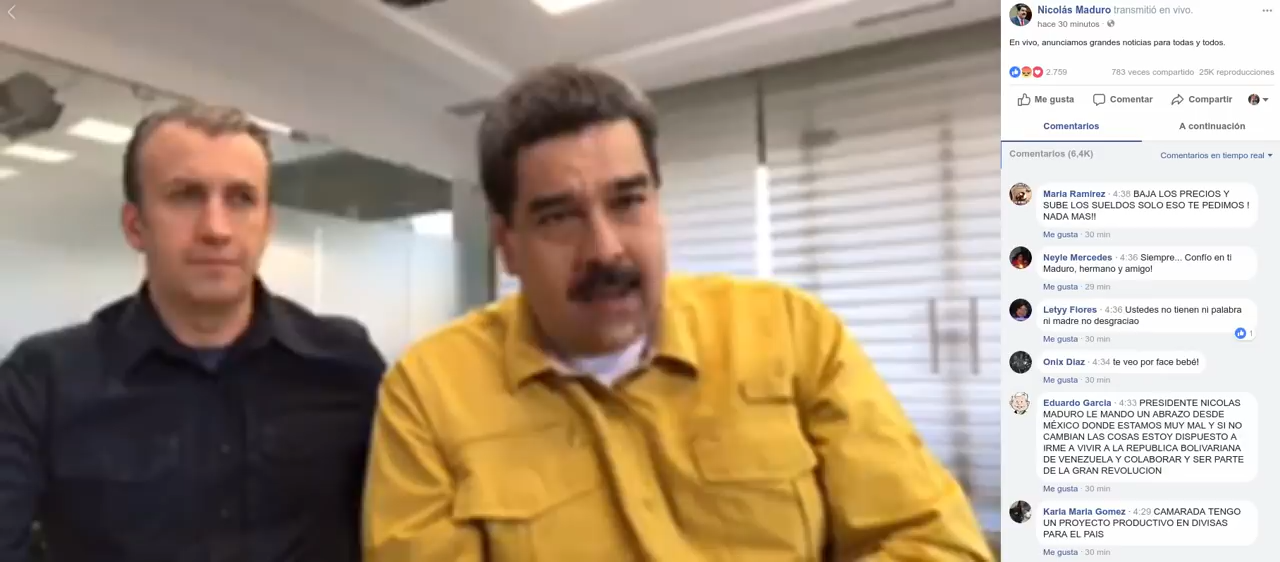 Nicolás Maduro transmitió en vivo.
hace 30 minutos ·
En vivo, anunciamos grandes noticias para todas y todos.
2.759 783 veces compartido 25K reproducciones
Me gusta Comentar Compartir
Comentarios A continuación
Comentarios (6,4K) Comentarios en tiempo real
Maria Ramirez · 4:38 BAJA LOS PRECIOS Y
SUBE LOS SUELDOS SOLO ESO TE PEDIMOS !
NADA MAS!!
Me gusta · 30 min
Neyle Mercedes · 4:36 Siempre... Confío en ti
Maduro, hermano y amigo!
Me gusta · 29 min
Letyy Flores · 4:36 Ustedes no tienen ni palabra
ni madre no desgraciao
1
Me gusta · 30 min
Onix Diaz · 4:34 te veo por face bebé!
Me gusta · 30 min
Eduardo Garcia · 4:33 PRESIDENTE NICOLAS
MADURO LE MANDO UN ABRAZO DESDE
MÉXICO DONDE ESTAMOS MUY MAL Y SI NO
CAMBIAN LAS COSAS ESTOY DISPUESTO A
IRME A VIVIR A LA REPUBLICA BOLIVARIANA
DE VENEZUELA Y COLABORAR Y SER PARTE
DE LA GRAN REVOLUCION
Me gusta · 30 min
Karla Maria Gomez · 4:29 CAMARADA TENGO
UN PROYECTO PRODUCTIVO EN DIVISAS
PARA EL PAIS
Me gusta · 30 min